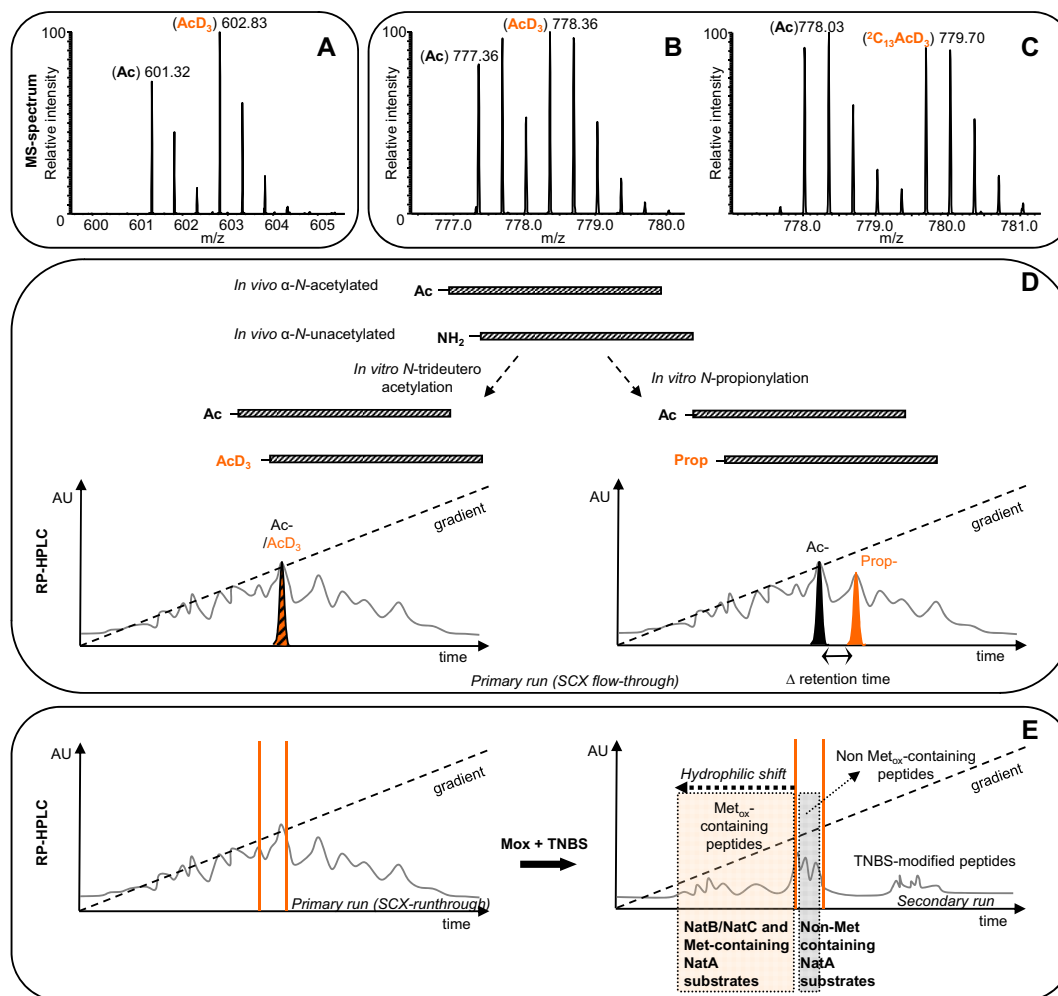 A
MS-spectrum
Relative intensity
100
0
(Ac) 601.32
(AcD₃) 602.83
600 601 602 603 604 605
m/z
B
Relative intensity
100
0
(Ac) 777.36
(AcD₃) 778.36
777.0 778.0 779.0 780.0
m/z
C
Relative intensity
100
0
(Ac)778.03
(²C₁₃AcD₃) 779.70
778.0 779.0 780.0 781.0
m/z
D
In vivo α-N-acetylated
Ac
In vivo α-N-unacetylated
NH₂
In vitro N-trideutero
acetylation
In vitro N-propionylation
Ac
AcD₃
Ac
Prop
RP-HPLC
AU
gradient
Ac-
/AcD₃
time
gradient
Ac-
Prop-
time
Δ retention time
Primary run (SCX flow-through)
E
RP-HPLC
AU
gradient
Primary run (SCX-runthrough)
time
Mox + TNBS
AU
Hydrophilic shift
Metₒₓ-
containing
peptides
Non Metₒₓ-containing
peptides
gradient
TNBS-modified peptides
Secondary run
time
NatB/NatC and
Met-containing
NatA
substrates
Non-Met
containing
NatA
substrates